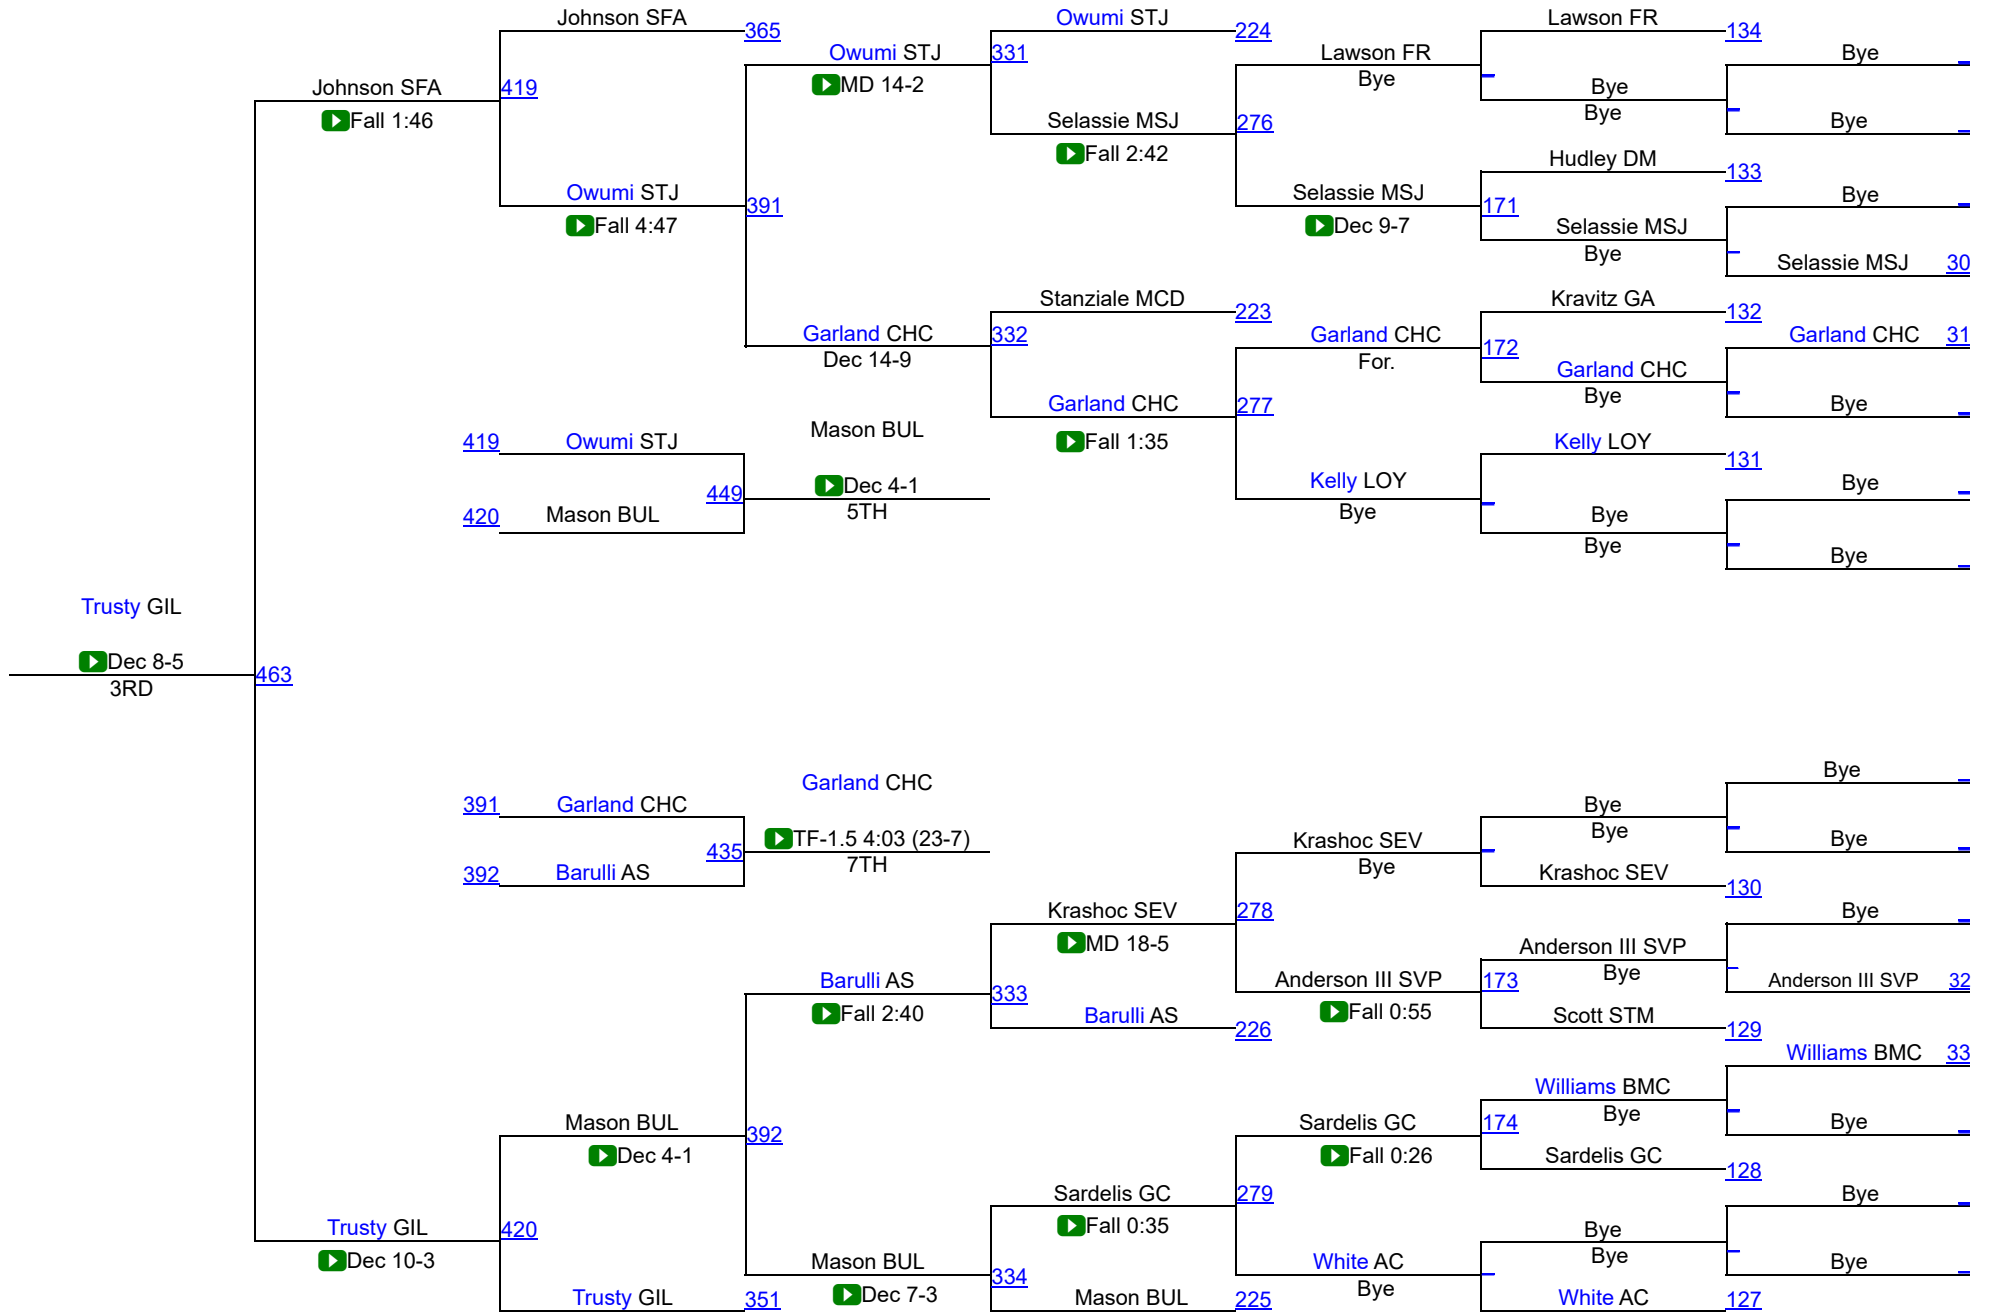 Johnson SFA
365
Owumi STJ
224
Lawson FR
134
Owumi STJ
331
MD 14-2
Lawson FR
Bye
Bye
Johnson SFA
419
Fall 1:46
Bye
Bye
Selassie MSJ
276
Fall 2:42
Bye
Hudley DM
133
Owumi STJ
391
Fall 4:47
Selassie MSJ
171
Dec 9-7
Bye
Selassie MSJ
Bye
Selassie MSJ 30
Stanziale MCD
223
Kravitz GA
132
Garland CHC
332
Dec 14-9
Garland CHC
172
For.
Garland CHC 31
Garland CHC
Bye
Garland CHC
277
Fall 1:35
Bye
419
Owumi STJ
Mason BUL
Kelly LOY
131
449
Dec 4-1
5TH
Kelly LOY
Bye
Bye
420
Mason BUL
Bye
Bye
Bye
Trusty GIL
Dec 8-5
3RD
463
391
Garland CHC
Garland CHC
Bye
435
TF-1.5 4:03 (23-7)
7TH
Bye
Bye
Bye
392
Barulli AS
Krashoc SEV
Bye
Krashoc SEV
130
Krashoc SEV
278
MD 18-5
Bye
Anderson III SVP
Bye
Barulli AS
333
Fall 2:40
Anderson III SVP
173
Fall 0:55
Anderson III SVP 32
Barulli AS
226
Scott STM
129
Williams BMC 33
Williams BMC
Bye
Mason BUL
392
Dec 4-1
Sardelis GC
174
Fall 0:26
Bye
Sardelis GC
128
Sardelis GC
279
Fall 0:35
Bye
Trusty GIL
420
Dec 10-3
Bye
Bye
Mason BUL
334
Dec 7-3
White AC
Bye
Bye
Trusty GIL
351
Mason BUL
225
White AC
127